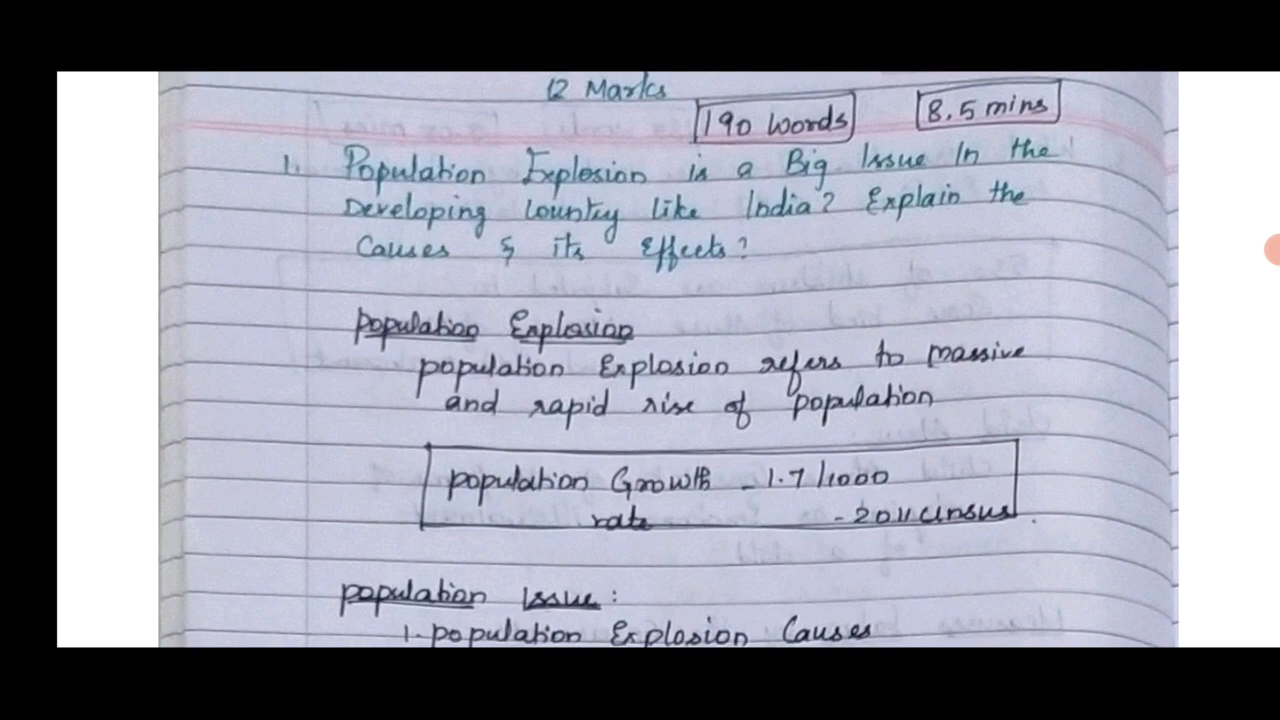 12 Marks
190 words
8.5 mins
1. Population Explosion is a Big Issue In the
Developing Country like India? Explain the
Causes & its Effects?
population Explosion
population Explosion refers to massive
and rapid rise of population
population Growth - 1.7/1000
rate - 2011 Census.
population Issue:
1. population Explosion Causes